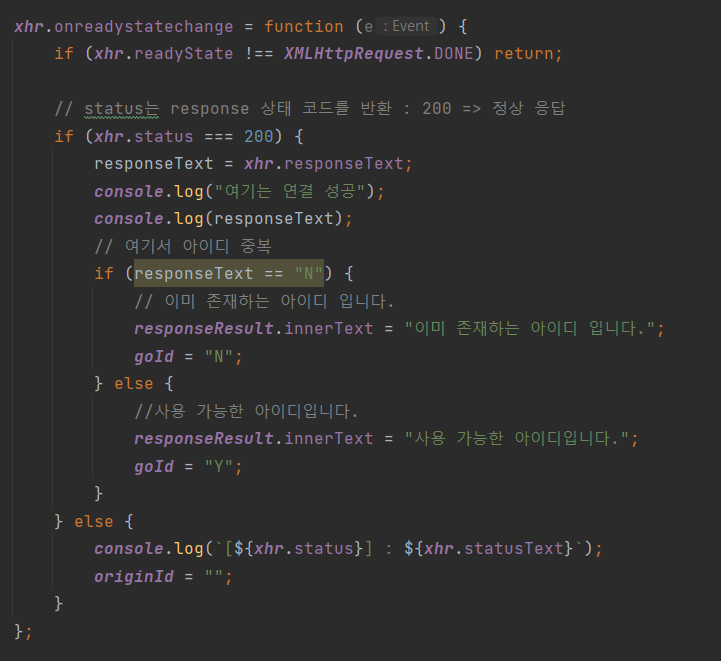 xhr.onreadystatechange = function (e : Event ) {
    if (xhr.readyState !== XMLHttpRequest.DONE) return;

    // status는 response 상태 코드를 반환 : 200 => 정상 응답
    if (xhr.status === 200) {
        responseText = xhr.responseText;
        console.log("여기는 연결 성공");
        console.log(responseText);
        // 여기서 아이디 중복
        if (responseText == "N") {
            // 이미 존재하는 아이디 입니다.
            responseResult.innerText = "이미 존재하는 아이디 입니다.";
            goId = "N";
        } else {
            //사용 가능한 아이디입니다.
            responseResult.innerText = "사용 가능한 아이디입니다.";
            goId = "Y";
        }
    } else {
        console.log(`[${xhr.status}] : ${xhr.statusText}`);
        originId = "";
    }
};